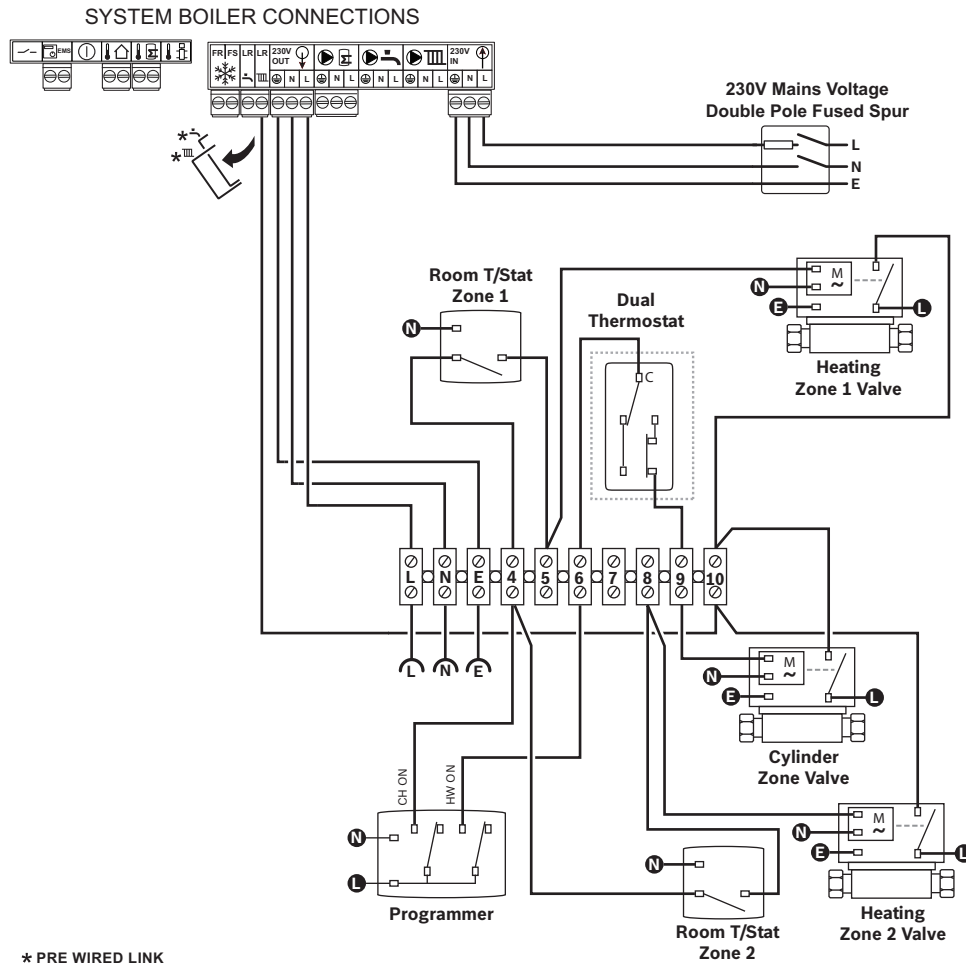 SYSTEM BOILER CONNECTIONS
EMS
FR FS LR LR 230V OUT 230V IN
N L N L N L N L N L
230V Mains Voltage
Double Pole Fused Spur
L
N
E
*
*
Room T/Stat
Zone 1
N
Dual
Thermostat
C
M
~
N
E
L
Heating
Zone 1 Valve
L N E 4 5 6 7 8 9 10
L N E
M
~
N
E
L
Cylinder
Zone Valve
CH ON
HW ON
N
L
Programmer
N
Room T/Stat
Zone 2
M
~
N
E
L
Heating
Zone 2 Valve
* PRE WIRED LINK